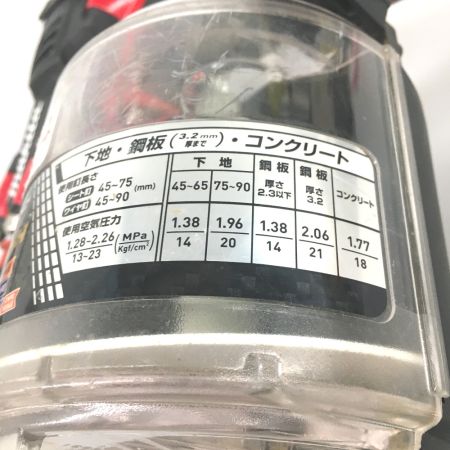 下地・鋼板(3.2mm厚まで)・コンクリート
使用釘長さ
シート釘 45~75 (mm)
ワイヤ釘 45~90
使用空気圧力
1.28~2.26 (MPa
13~23 Kgf/cm²)
下地 鋼板 厚さ2.3以下 鋼板 厚さ3.2 コンクリート
45~65 75~90
1.38 1.96 1.38 2.06 1.77
14 20 14 21 18